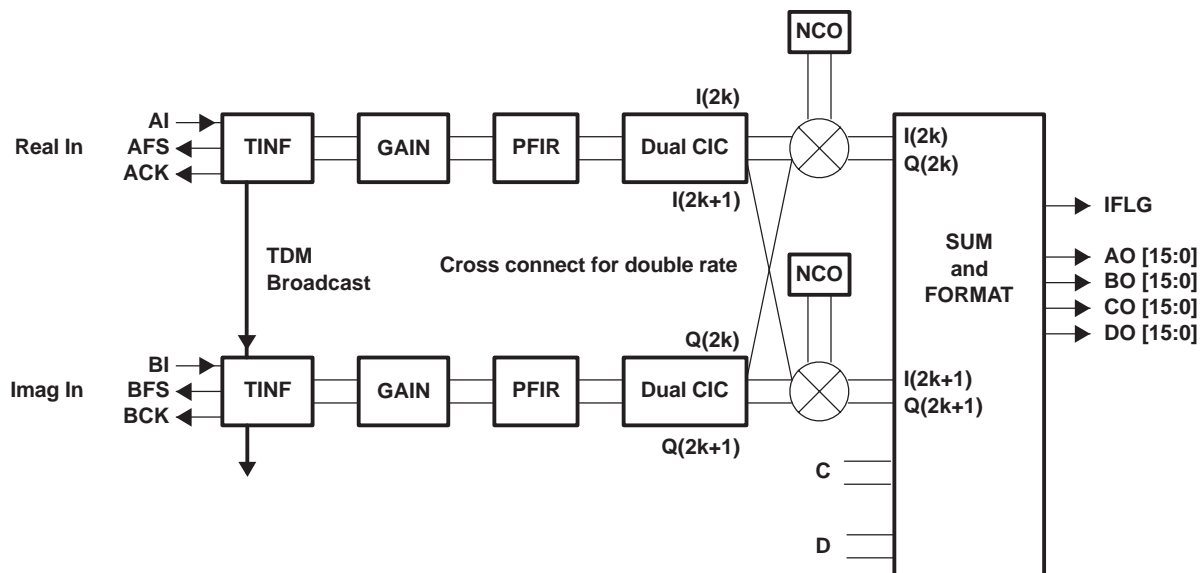 NCO
I(2k)
Real In
AI
AFS
ACK
TINF
GAIN
PFIR
Dual CIC
I(2k)
Q(2k)
I(2k+1)
IFLG
TDM
Broadcast
Cross connect for double rate
NCO
SUM
and
FORMAT
AO [15:0]
BO [15:0]
CO [15:0]
DO [15:0]
Q(2k)
Imag In
BI
BFS
BCK
TINF
GAIN
PFIR
Dual CIC
I(2k+1)
Q(2k+1)
Q(2k+1)
C
D